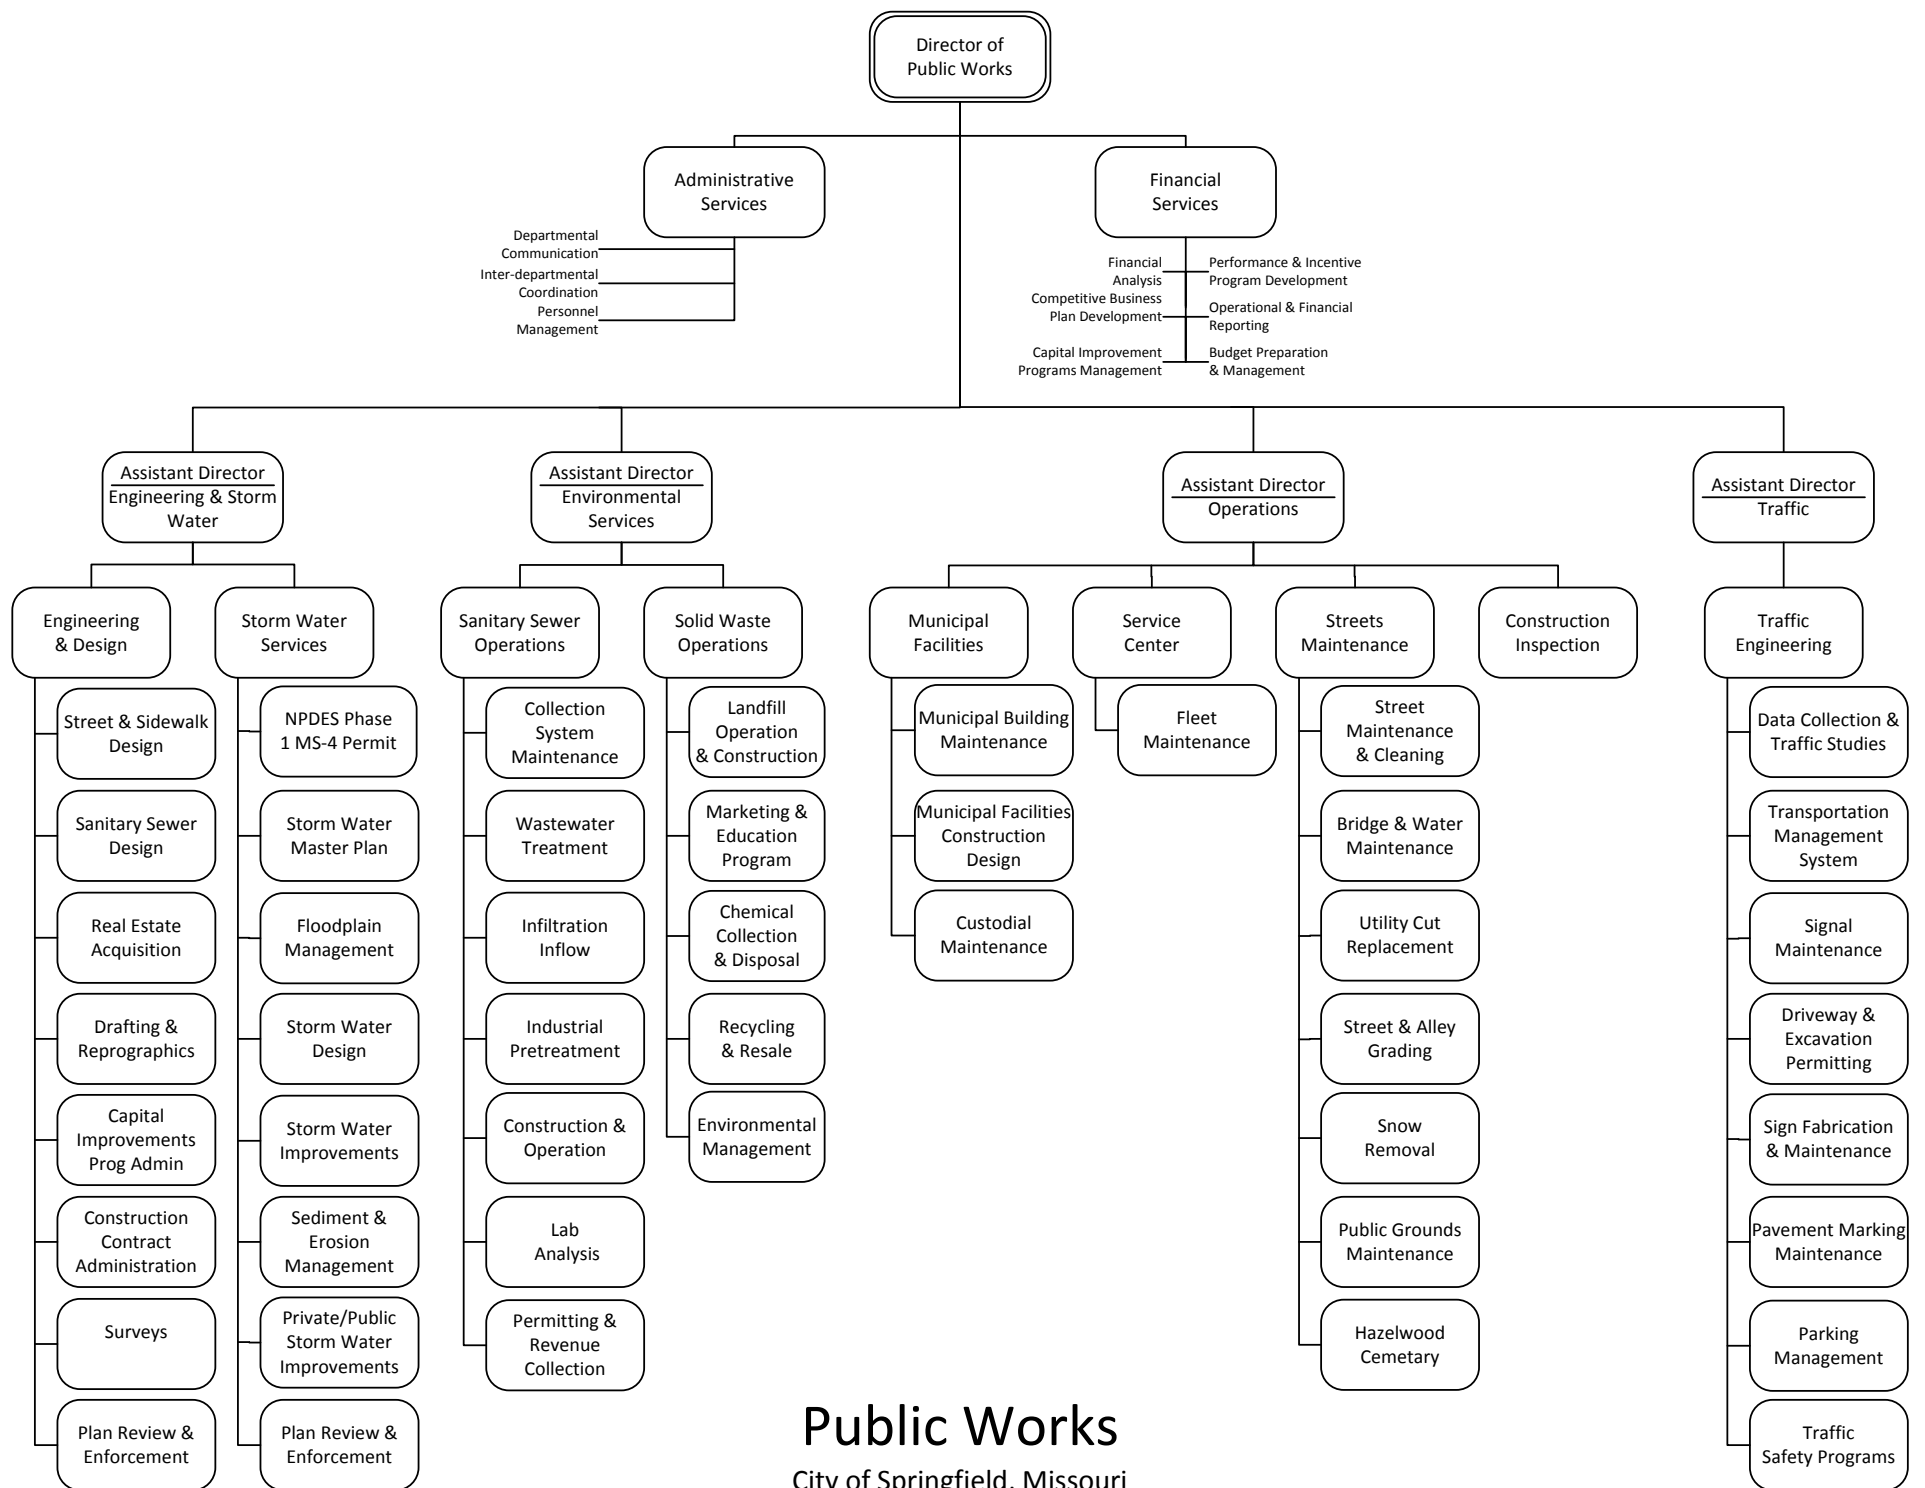 Director of
Public Works
Administrative
Services
Departmental
Communication
Inter-departmental
Coordination
Personnel
Management
Financial
Services
Financial
Analysis
Competitive Business
Plan Development
Capital Improvement
Programs Management
Performance & Incentive
Program Development
Operational & Financial
Reporting
Budget Preparation
& Management
Assistant Director
Engineering & Storm
Water
Assistant Director
Environmental
Services
Assistant Director
Operations
Assistant Director
Traffic
Engineering
& Design
Street & Sidewalk
Design
Sanitary Sewer
Design
Real Estate
Acquisition
Drafting &
Reprographics
Capital
Improvements
Prog Admin
Construction
Contract
Administration
Surveys
Plan Review &
Enforcement
Storm Water
Services
NPDES Phase
1 MS-4 Permit
Storm Water
Master Plan
Floodplain
Management
Storm Water
Design
Storm Water
Improvements
Sediment &
Erosion
Management
Private/Public
Storm Water
Improvements
Plan Review &
Enforcement
Sanitary Sewer
Operations
Collection
System
Maintenance
Wastewater
Treatment
Infiltration
Inflow
Industrial
Pretreatment
Construction &
Operation
Lab
Analysis
Permitting &
Revenue
Collection
Solid Waste
Operations
Landfill
Operation
& Construction
Marketing &
Education
Program
Chemical
Collection
& Disposal
Recycling
& Resale
Environmental
Management
Municipal
Facilities
Municipal Building
Maintenance
Municipal Facilities
Construction
Design
Custodial
Maintenance
Service
Center
Fleet
Maintenance
Streets
Maintenance
Street
Maintenance
& Cleaning
Bridge & Water
Maintenance
Utility Cut
Replacement
Street & Alley
Grading
Snow
Removal
Public Grounds
Maintenance
Hazelwood
Cemetary
Construction
Inspection
Traffic
Engineering
Data Collection &
Traffic Studies
Transportation
Management
System
Signal
Maintenance
Driveway &
Excavation
Permitting
Sign Fabrication
& Maintenance
Pavement Marking
Maintenance
Parking
Management
Traffic
Safety Programs
Public Works
City of Springfield, Missouri